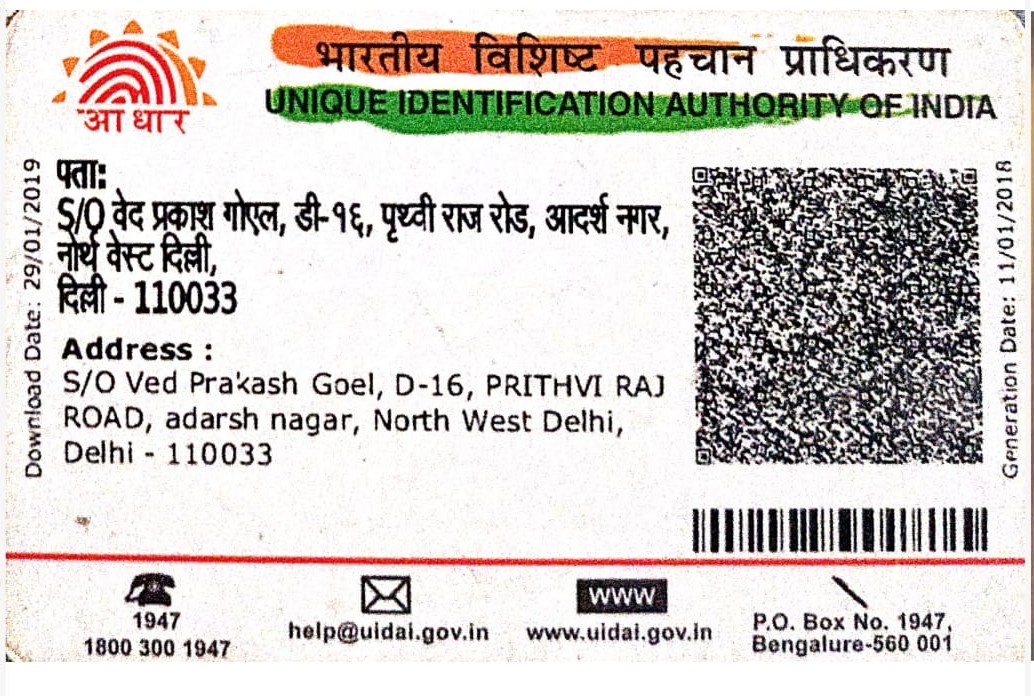 भारतीय विशिष्ट पहचान प्राधिकरण
UNIQUE IDENTIFICATION AUTHORITY OF INDIA
आधार
Download Date: 29/01/2019
पता:
S/O वेद प्रकाश गोएल, डी-१६, पृथ्वी राज रोड, आदर्श नगर,
नोर्थ वेस्ट दिल्ली,
दिल्ली - 110033
Address :
S/O Ved Prakash Goel, D-16, PRITHVI RAJ
ROAD, adarsh nagar, North West Delhi,
Delhi - 110033
Generation Date: 11/01/2018
1947
1800 300 1947
help@uidai.gov.in
www
www.uidai.gov.in
P.O. Box No. 1947,
Bengalure-560 001